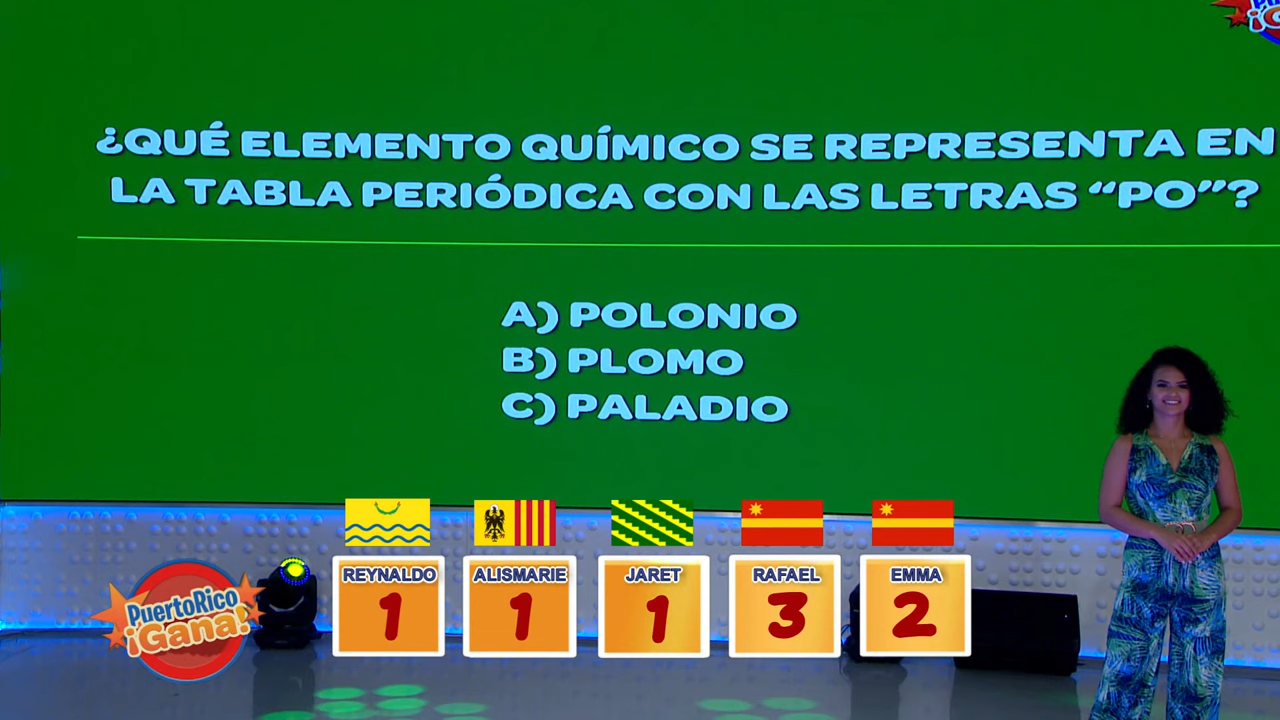 ¿QUÉ ELEMENTO QUÍMICO SE REPRESENTA EN
LA TABLA PERIÓDICA CON LAS LETRAS “PO”?
A) POLONIO
B) PLOMO
C) PALADIO
REYNALDO
1
ALISMARIE
1
JARET
1
RAFAEL
3
EMMA
2
PuertoRico
¡Gana!